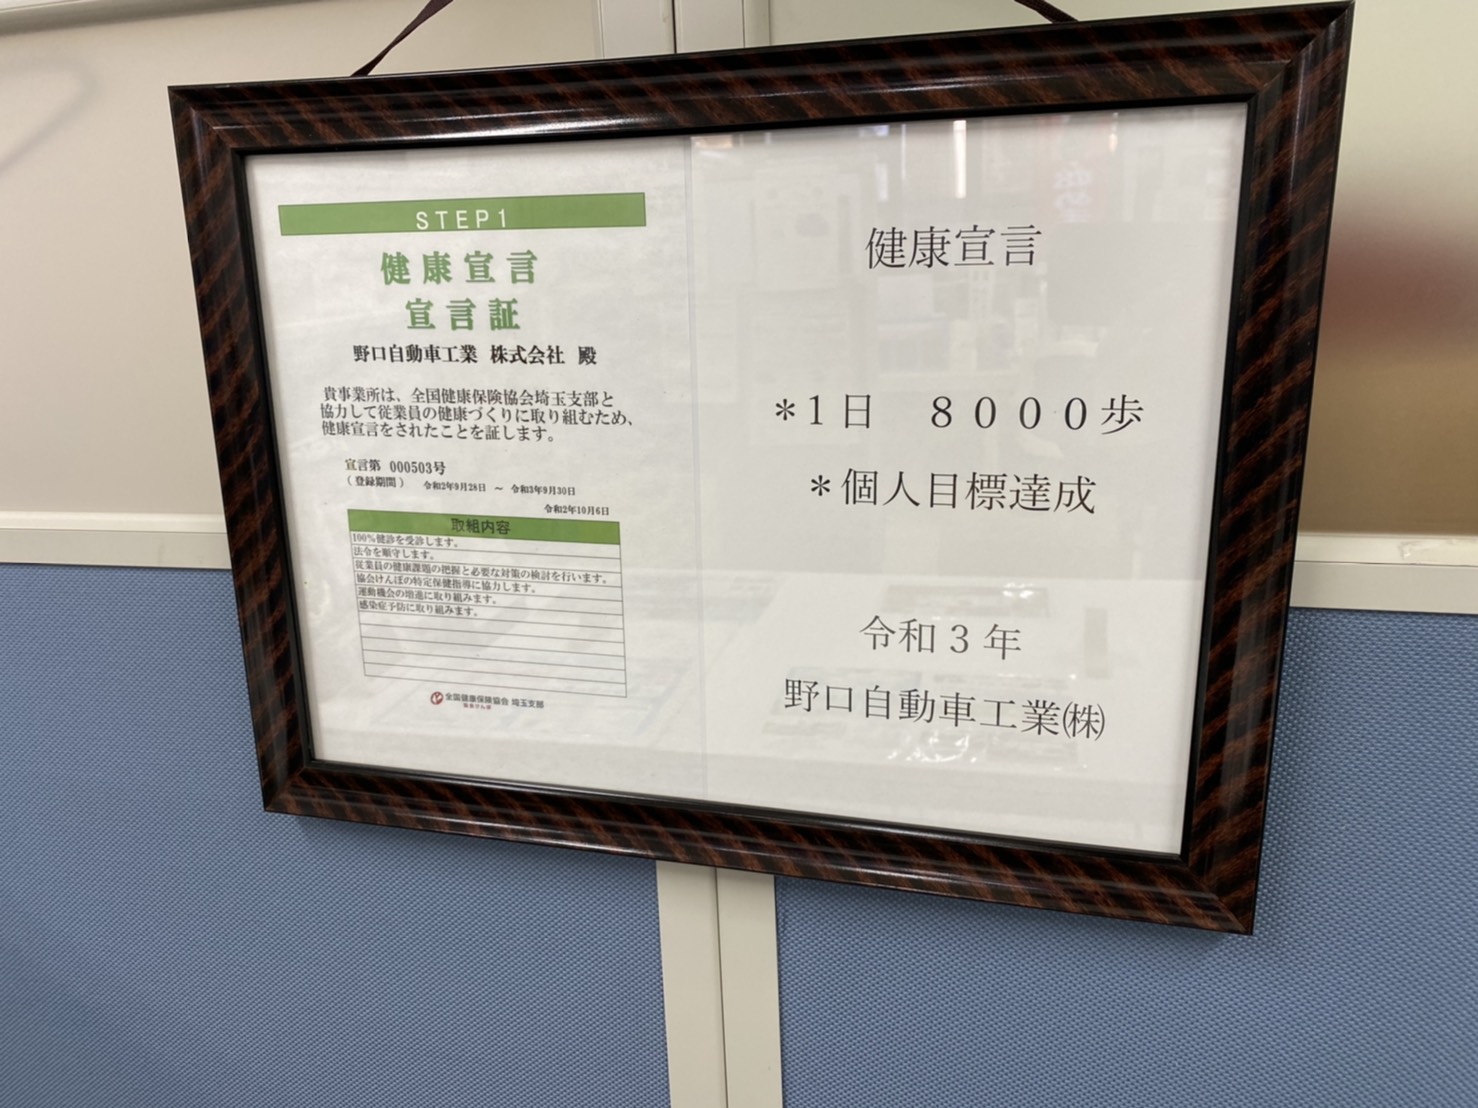 STEP1
健康宣言
宣言証
野口自動車工業 株式会社 殿
貴事業所は、全国健康保険協会埼玉支部と
協力して従業員の健康づくりに取り組むため、
健康宣言をされたことを証します。
宣言第 000503号
(登録期間) 令和2年9月28日 ～ 令和3年9月30日
令和2年10月6日
取組内容
100%健診を受診します。
法令を順守します。
従業員の健康課題の把握と必要な対策の検討を行います。
協会けんぽの特定保健指導に協力します。
運動機会の増進に取り組みます。
感染症予防に取り組みます。
全国健康保険協会 埼玉支部
協会けんぽ
健康宣言
＊1日　８０００歩
＊個人目標達成
令和３年
野口自動車工業㈱